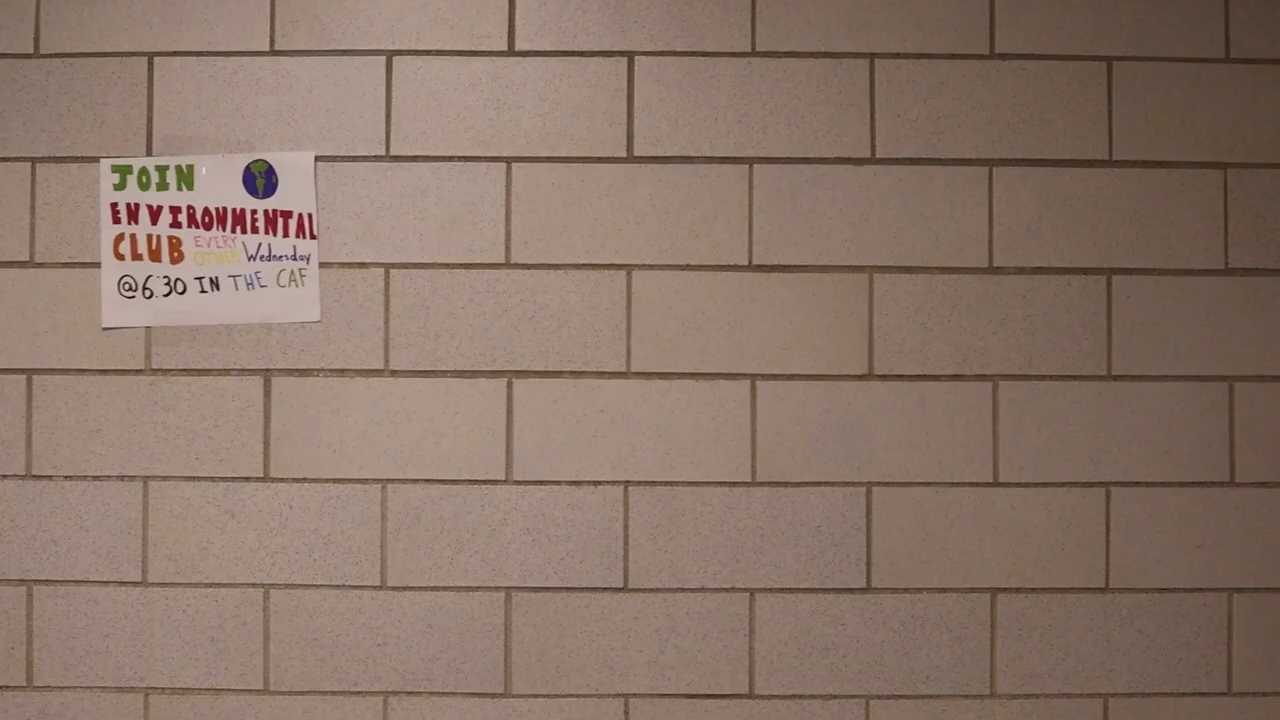 JOIN
ENVIRONMENTAL
CLUB EVERY OTHER Wednesday
@6:30 IN THE CAF